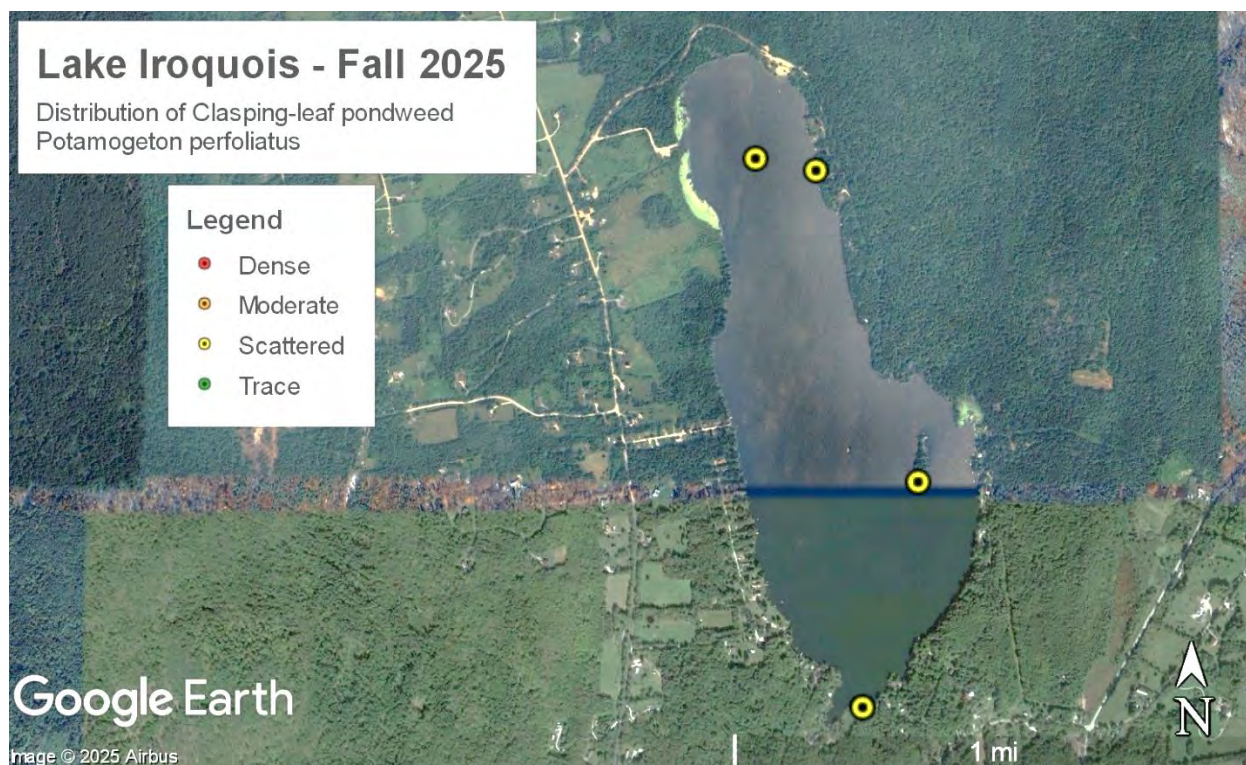 Lake Iroquois - Fall 2025
Distribution of Clasping-leaf pondweed
Potamogeton perfoliatus
Legend
Dense
Moderate
Scattered
Trace
Google Earth
N
Image © 2025 Airbus
1 mi